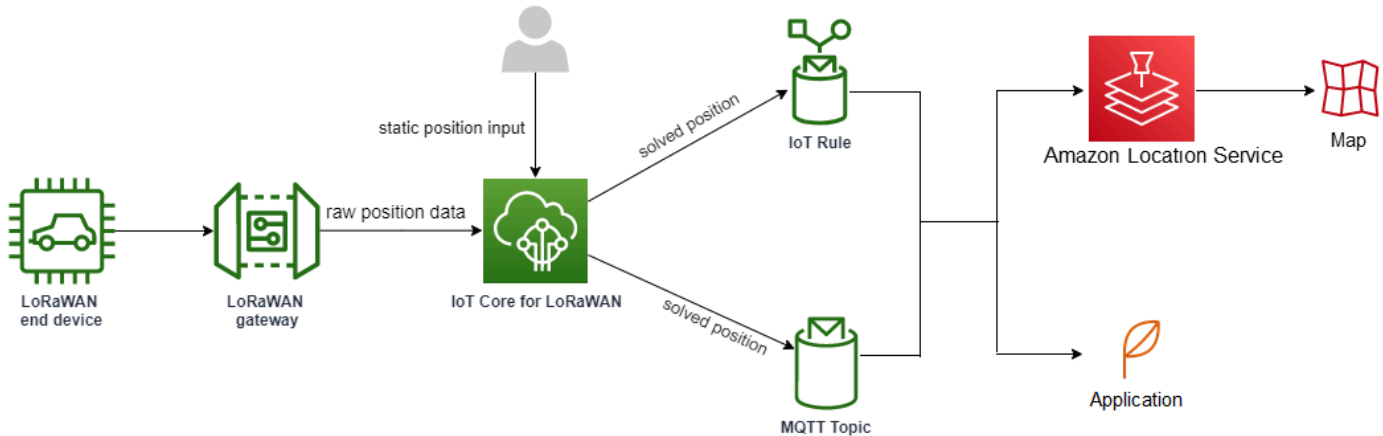 static position input
solved position
IoT Rule
Amazon Location Service
Map
raw position data
LoRaWAN
end device
LoRaWAN
gateway
IoT Core for LoRaWAN
solved position
MQTT Topic
Application